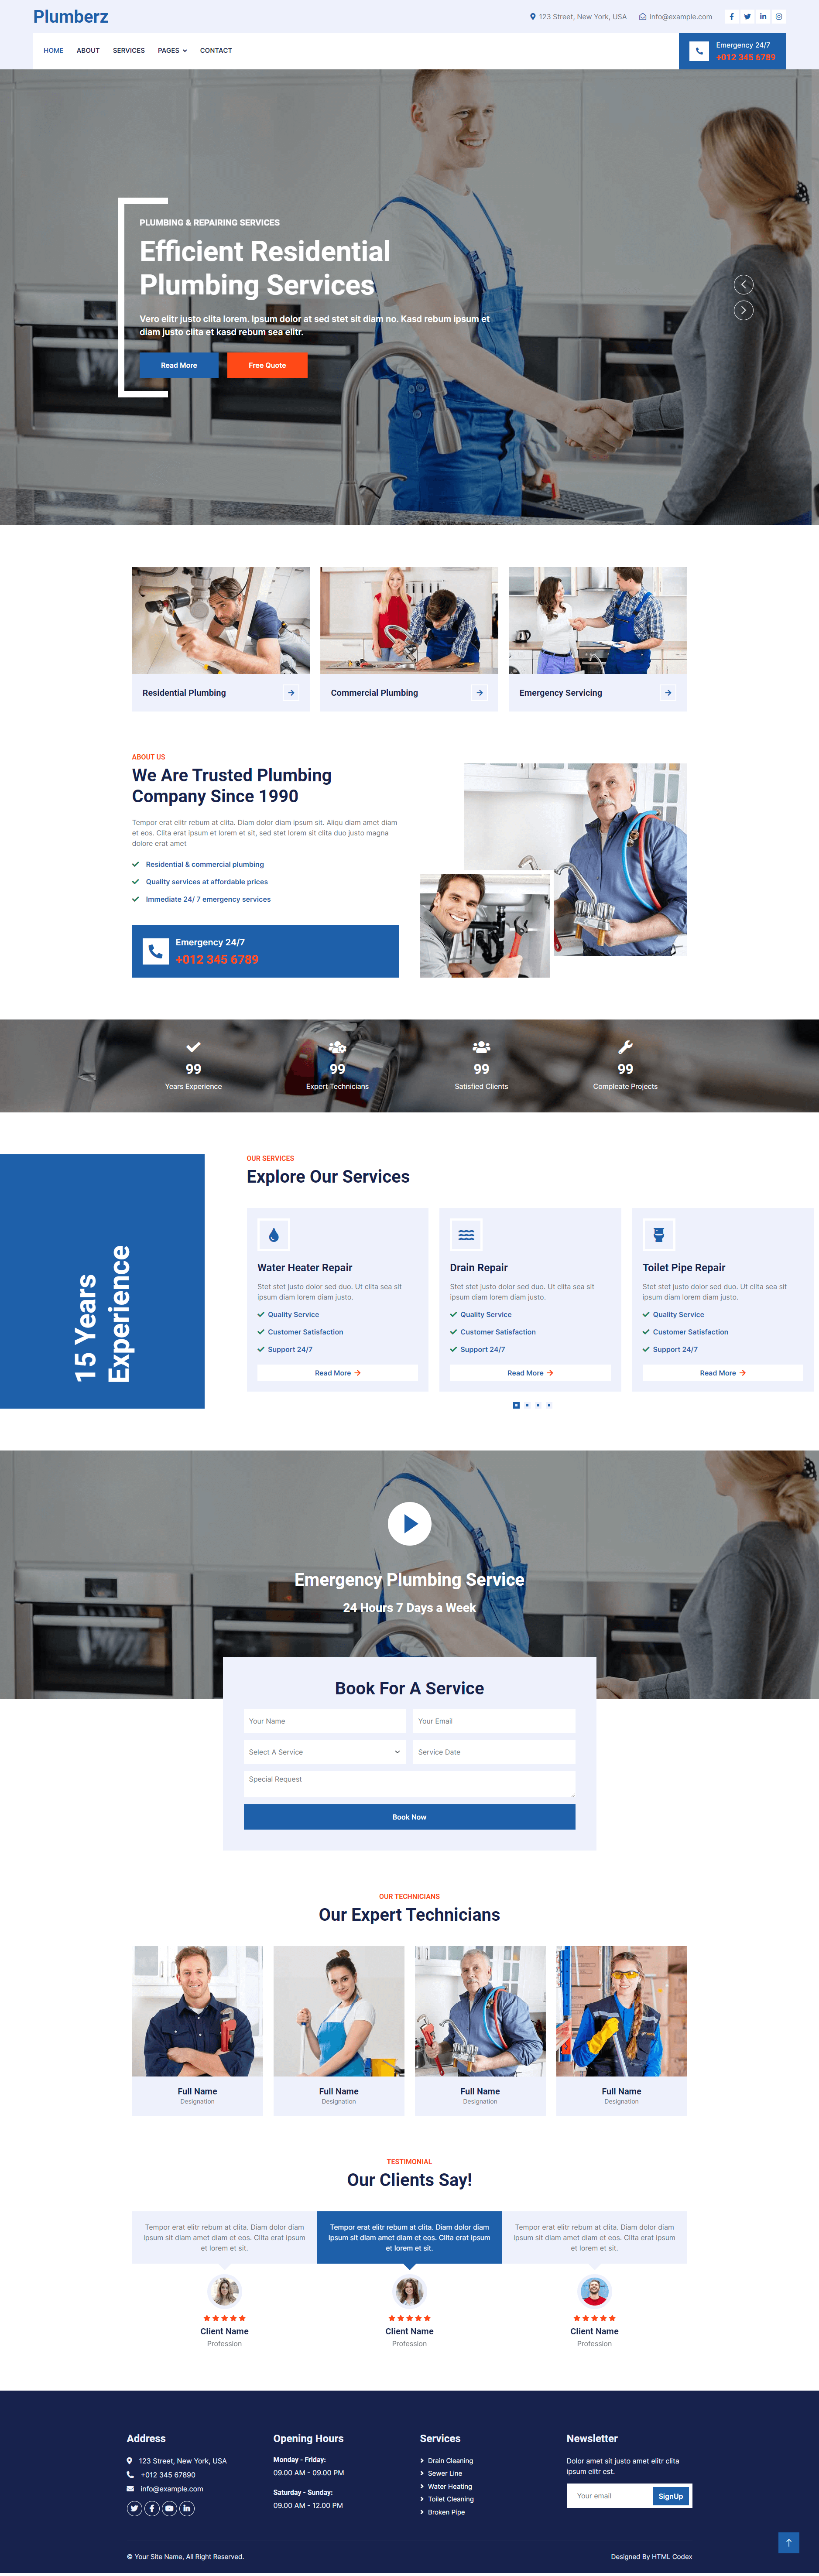 Plumberz
123 Street, New York, USA
info@example.com
HOME ABOUT SERVICES PAGES CONTACT
Emergency 24/7
+012 345 6789
PLUMBING & REPAIRING SERVICES
Efficient Residential
Plumbing Services
Vero elitr justo clita lorem. Ipsum dolor at sed stet sit diam no. Kasd rebum ipsum et
diam justo clita et kasd rebum sea elitr.
Read More Free Quote
Residential Plumbing
Commercial Plumbing
Emergency Servicing
ABOUT US
We Are Trusted Plumbing
Company Since 1990
Tempor erat elitr rebum at clita. Diam dolor diam ipsum sit. Aliqu diam amet diam
et eos. Clita erat ipsum et lorem et sit, sed stet lorem sit clita duo justo magna
dolore erat amet
Residential & commercial plumbing
Quality services at affordable prices
Immediate 24/ 7 emergency services
Emergency 24/7
+012 345 6789
99
Years Experience
99
Expert Technicians
99
Satisfied Clients
99
Compleate Projects
15 Years
Experience
OUR SERVICES
Explore Our Services
Water Heater Repair
Stet stet justo dolor sed duo. Ut clita sea sit
ipsum diam lorem diam justo.
Quality Service
Customer Satisfaction
Support 24/7
Read More
Drain Repair
Stet stet justo dolor sed duo. Ut clita sea sit
ipsum diam lorem diam justo.
Quality Service
Customer Satisfaction
Support 24/7
Read More
Toilet Pipe Repair
Stet stet justo dolor sed duo. Ut clita sea sit
ipsum diam lorem diam justo.
Quality Service
Customer Satisfaction
Support 24/7
Read More
Emergency Plumbing Service
24 Hours 7 Days a Week
Book For A Service
Your Name
Your Email
Select A Service
Service Date
Special Request
Book Now
OUR TECHNICIANS
Our Expert Technicians
Full Name
Designation
Full Name
Designation
Full Name
Designation
Full Name
Designation
TESTIMONIAL
Our Clients Say!
Tempor erat elitr rebum at clita. Diam dolor diam
ipsum sit diam amet diam et eos. Clita erat ipsum
et lorem et sit.
Client Name
Profession
Tempor erat elitr rebum at clita. Diam dolor diam
ipsum sit diam amet diam et eos. Clita erat ipsum
et lorem et sit.
Client Name
Profession
Tempor erat elitr rebum at clita. Diam dolor diam
ipsum sit diam amet diam et eos. Clita erat ipsum
et lorem et sit.
Client Name
Profession
Address
123 Street, New York, USA
+012 345 67890
info@example.com
Opening Hours
Monday - Friday:
09.00 AM - 09.00 PM
Saturday - Sunday:
09.00 AM - 12.00 PM
Services
Drain Cleaning
Sewer Line
Water Heating
Toilet Cleaning
Broken Pipe
Newsletter
Dolor amet sit justo amet elitr clita
ipsum elitr est.
Your email
SignUp
© Your Site Name, All Right Reserved.
Designed By HTML Codex